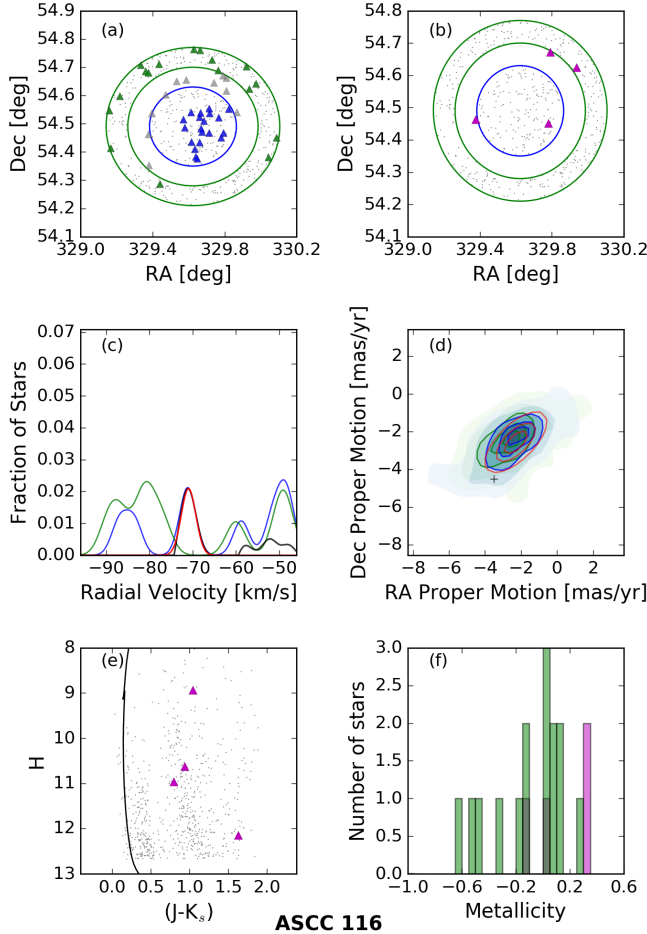 (a)
54.9
54.8
54.7
54.6
54.5
54.4
54.3
54.2
54.1
Dec [deg]
329.0 329.4 329.8 330.2
RA [deg]
(b)
54.8
54.7
54.6
54.5
54.4
54.3
54.2
54.1
Dec [deg]
329.0 329.4 329.8 330.2
RA [deg]
(c)
0.07
0.06
0.05
0.04
0.03
0.02
0.01
0.00
Fraction of Stars
−90 −80 −70 −60 −50
Radial Velocity [km/s]
(d)
2
0
−2
−4
−6
−8
Dec Proper Motion [mas/yr]
−8 −6 −4 −2 0 2
RA Proper Motion [mas/yr]
(e)
8
9
10
11
12
13
H
0.0 0.5 1.0 1.5 2.0
(J-Ks)
(f)
3.0
2.5
2.0
1.5
1.0
0.5
0.0
Number of stars
−1.0 −0.6 −0.2 0.2 0.6
Metallicity
ASCC 116